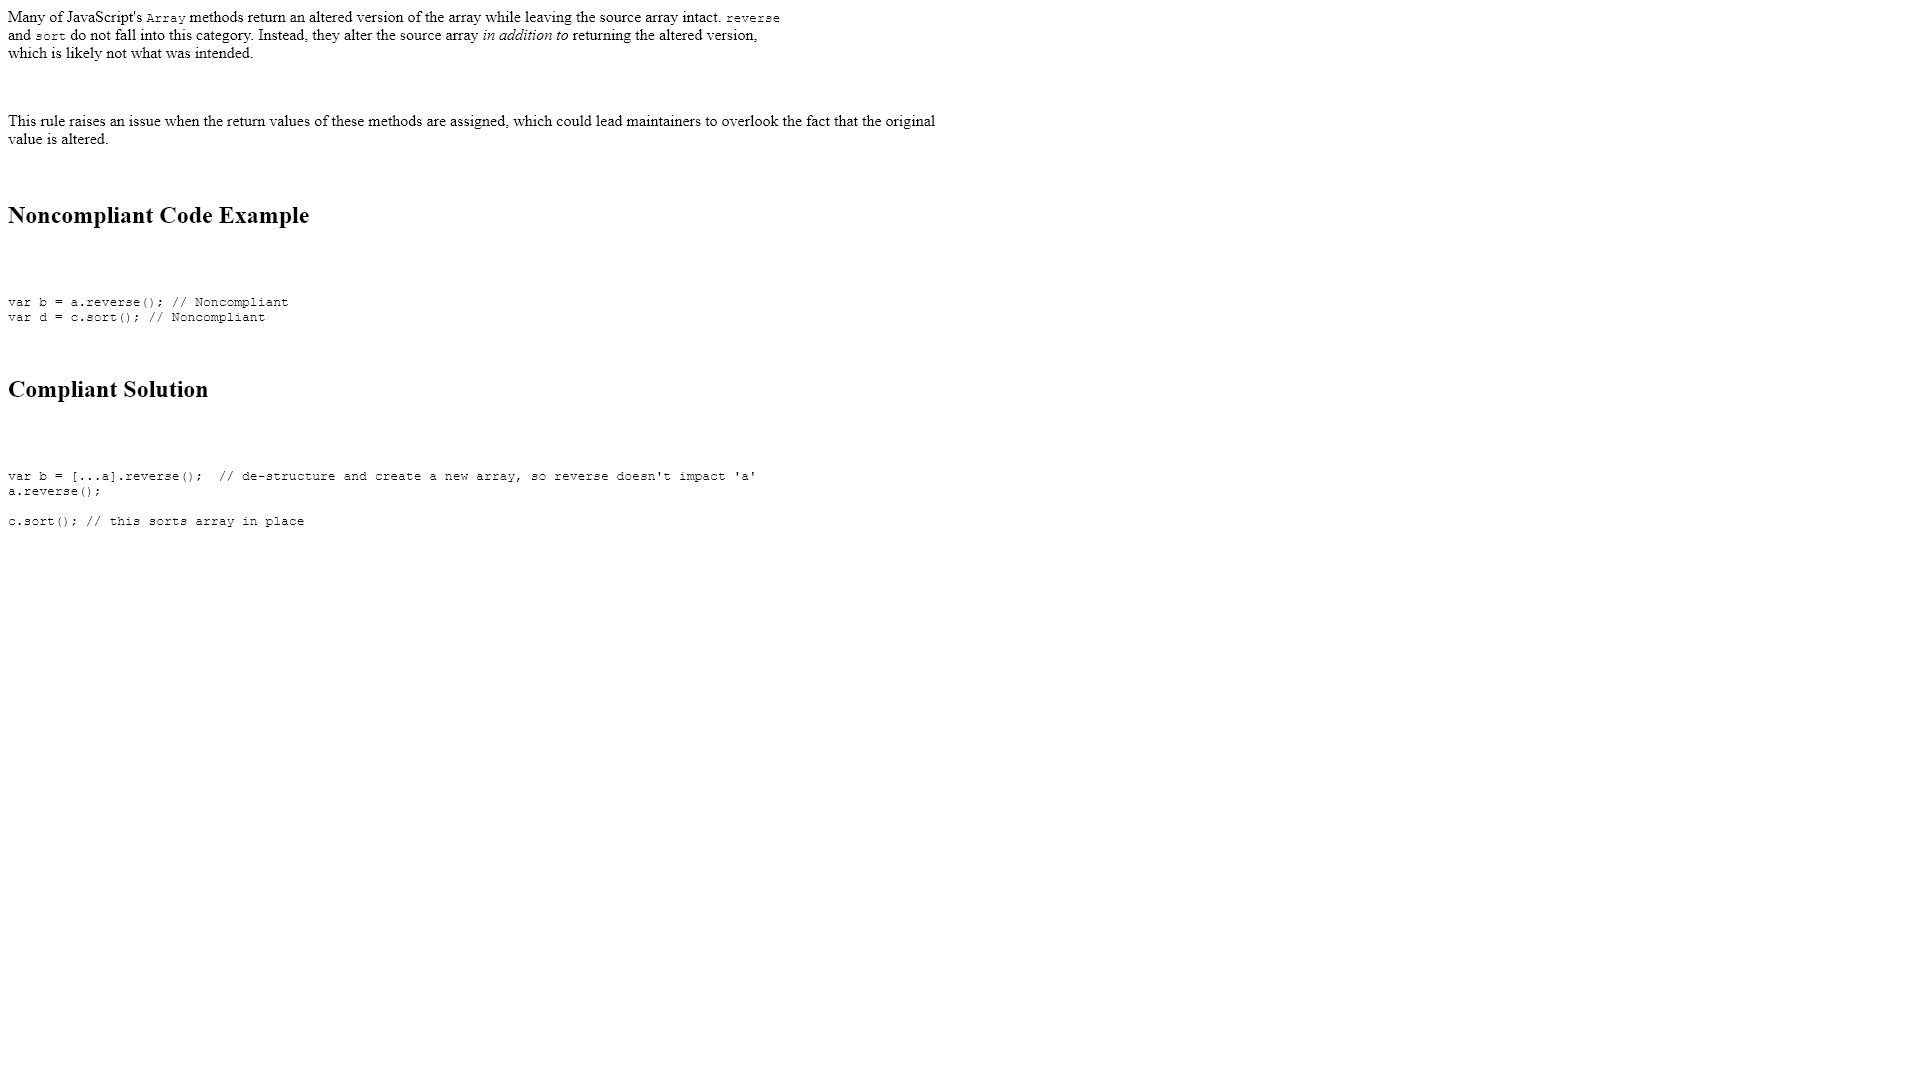 Many of JavaScript's Array methods return an altered version of the array while leaving the source array intact. reverse
and sort do not fall into this category. Instead, they alter the source array in addition to returning the altered version,
which is likely not what was intended.
This rule raises an issue when the return values of these methods are assigned, which could lead maintainers to overlook the fact that the original
value is altered.
Noncompliant Code Example
var b = a.reverse(); // Noncompliant
var d = c.sort(); // Noncompliant
Compliant Solution
var b = [...a].reverse();  // de-structure and create a new array, so reverse doesn't impact 'a'
a.reverse();
c.sort(); // this sorts array in place